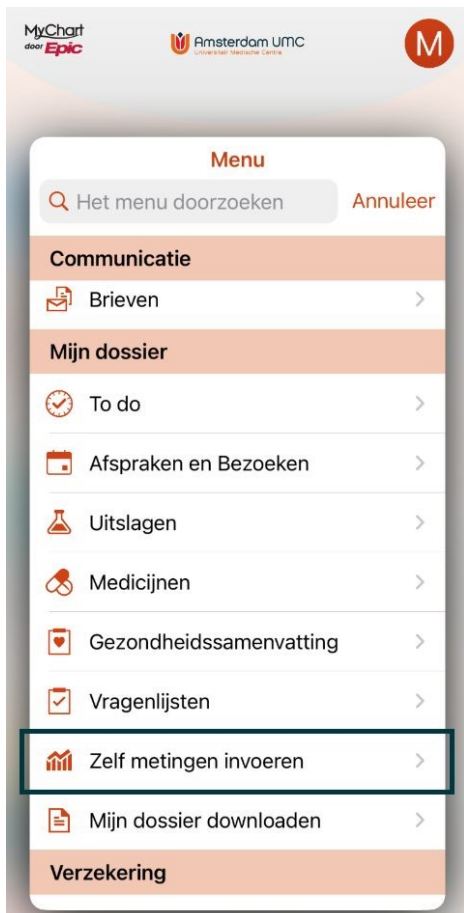 MyChart
door Epic
Amsterdam UMC
Universitair Medische Centra
M
Menu
Het menu doorzoeken
Annuleer
Communicatie
Brieven
Mijn dossier
To do
Afspraken en Bezoeken
Uitslagen
Medicijnen
Gezondheidssamenvatting
Vragenlijsten
Zelf metingen invoeren
Mijn dossier downloaden
Verzekering